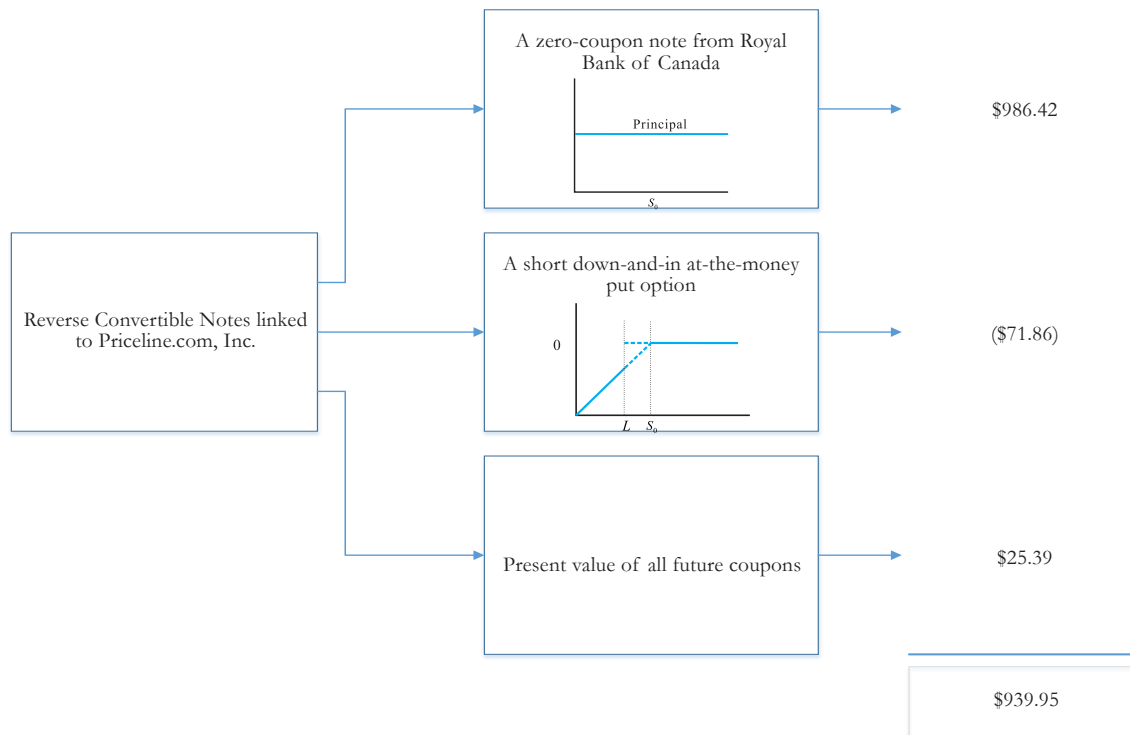 A zero-coupon note from Royal
Bank of Canada
Principal
S₀
$986.42
Reverse Convertible Notes linked
to Priceline.com, Inc.
A short down-and-in at-the-money
put option
0
L S₀
($71.86)
Present value of all future coupons
$25.39
$939.95